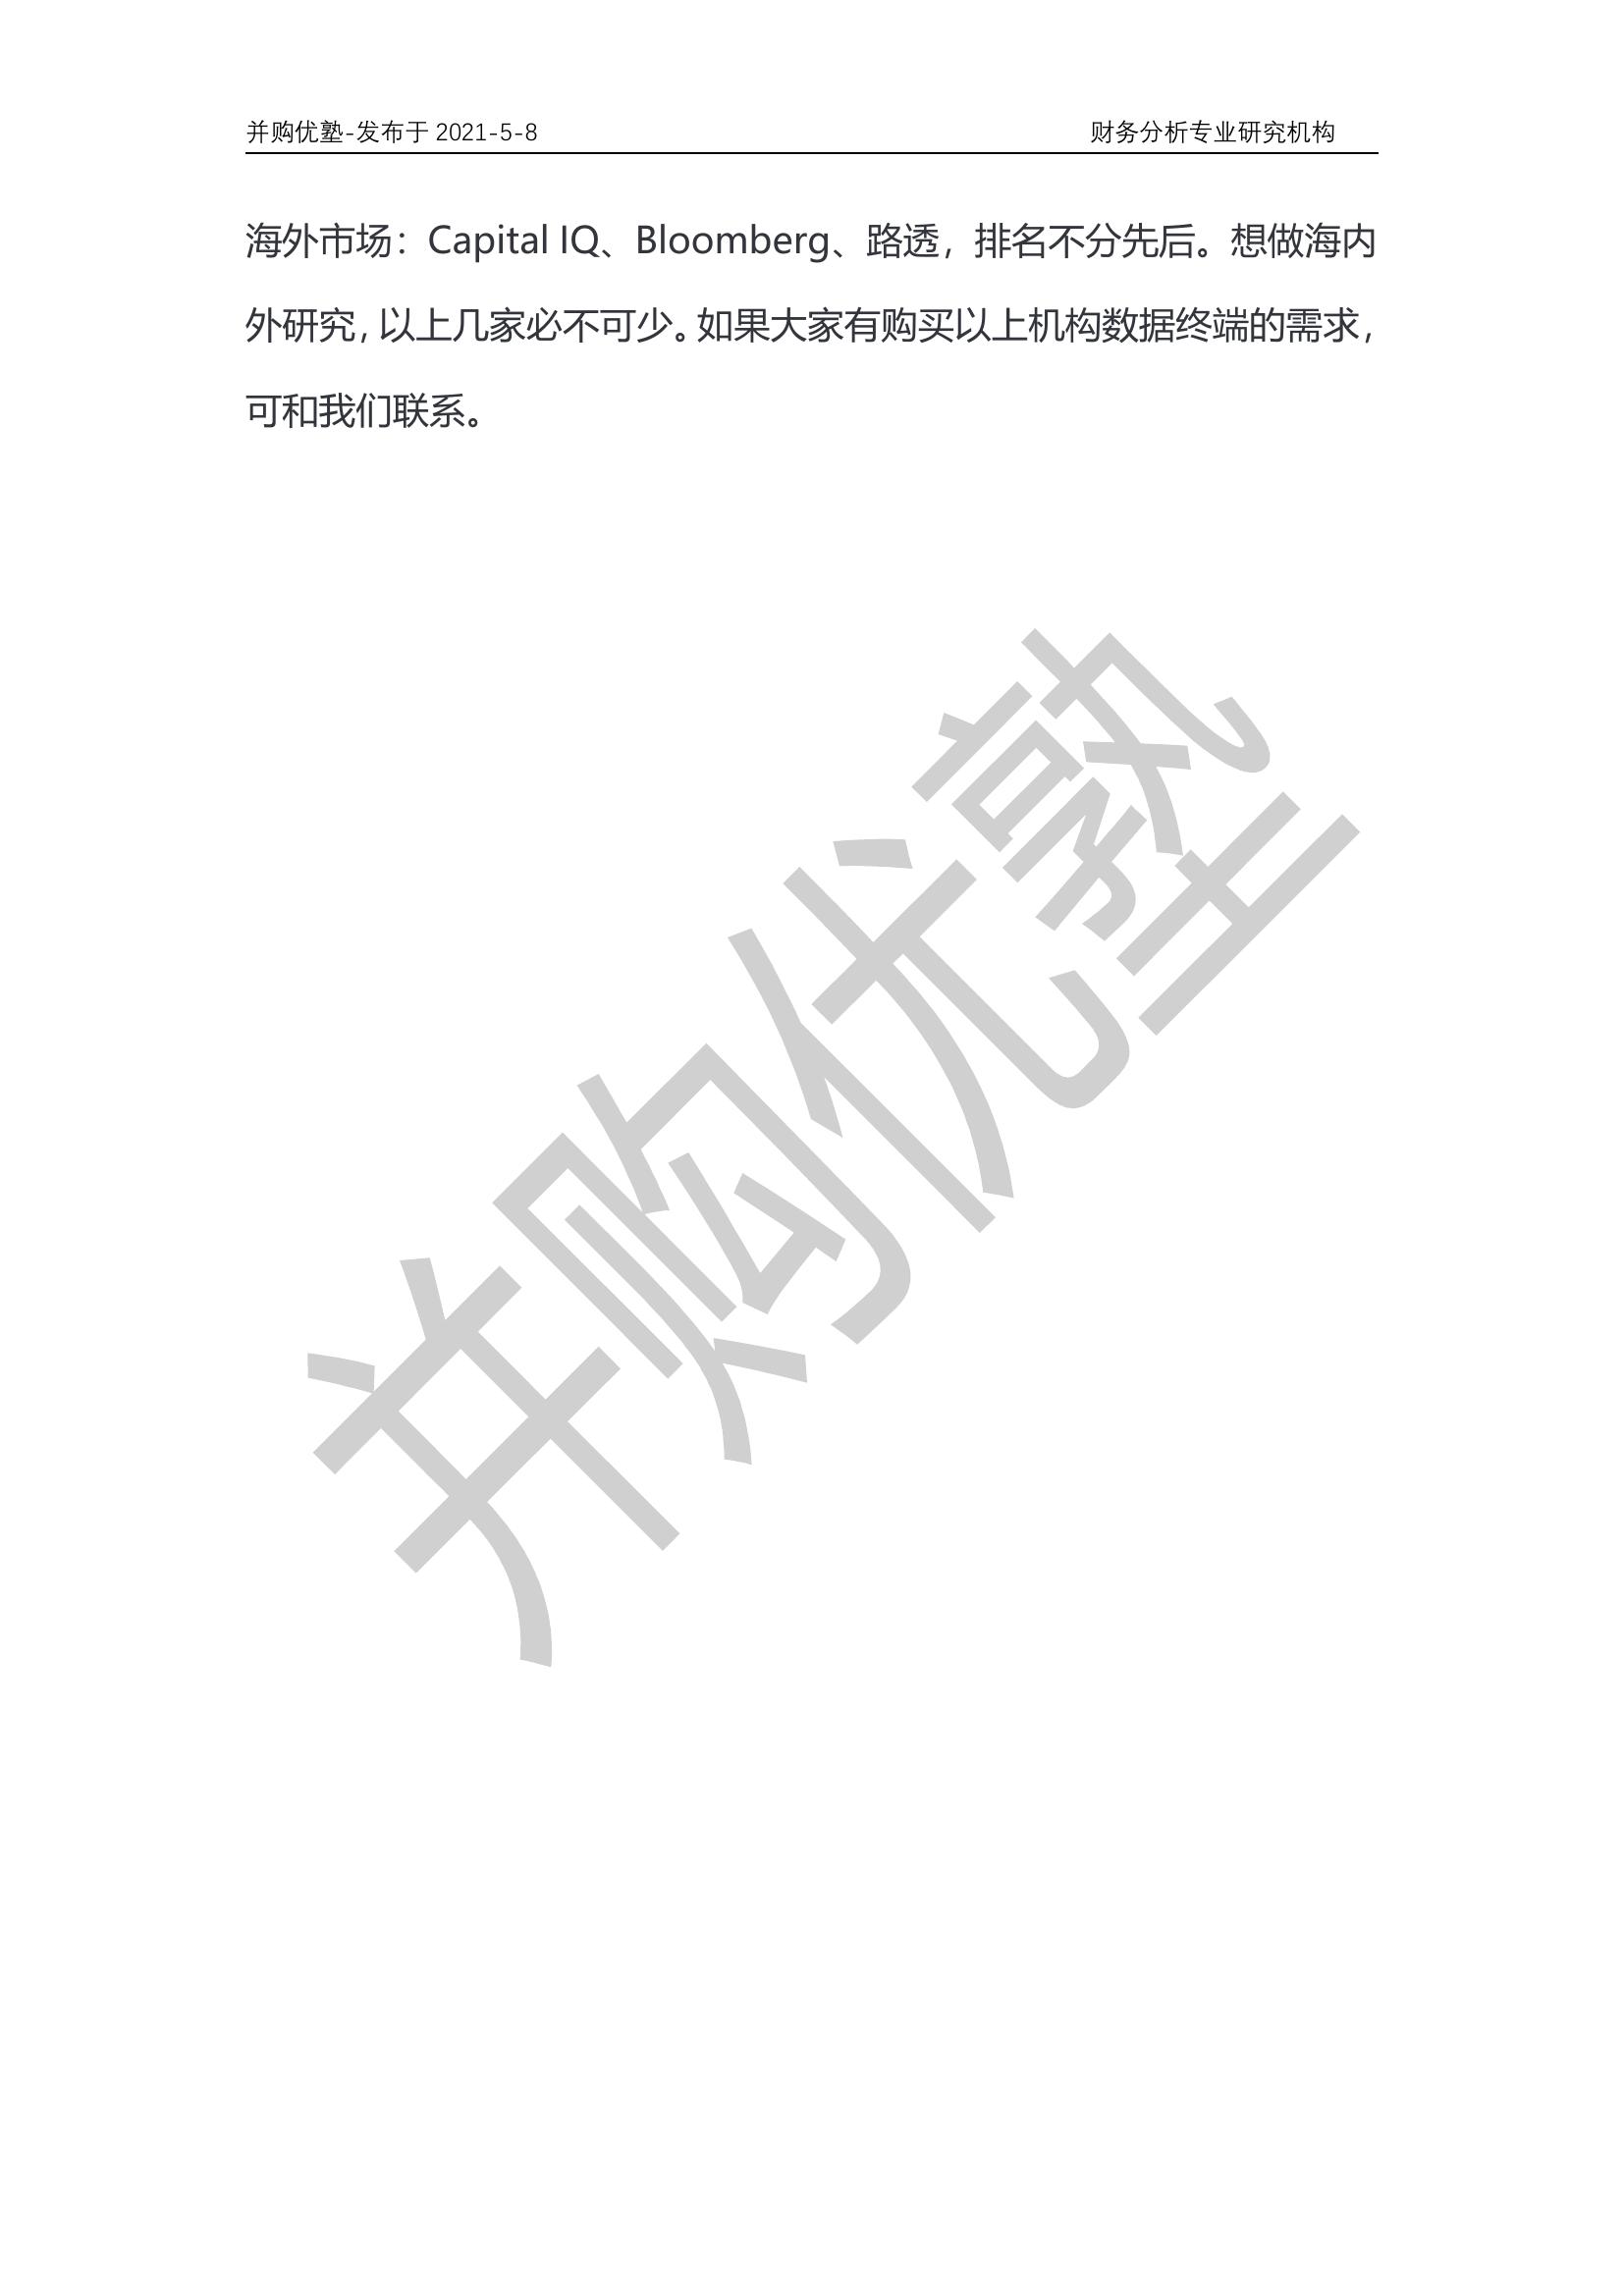 并购优塾-发布于 2021-5-8 财务分析专业研究机构
海外市场：Capital IQ、Bloomberg、路透，排名不分先后。想做海内
外研究，以上几家必不可少。如果大家有购买以上机构数据终端的需求，
可和我们联系。
并购优塾